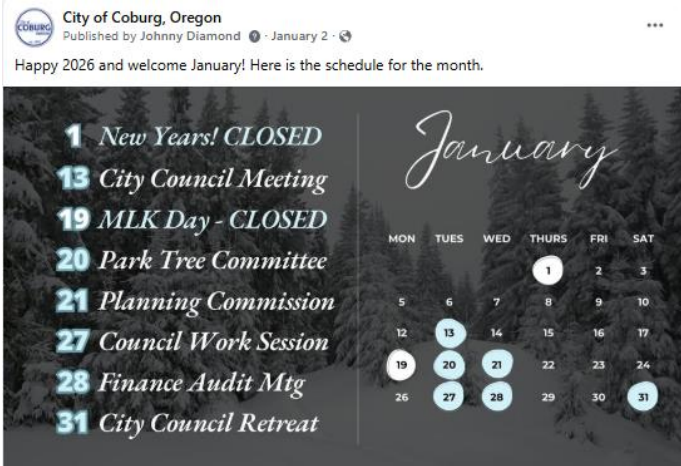 City of Coburg, Oregon
Published by Johnny Diamond · January 2 ·
Happy 2026 and welcome January! Here is the schedule for the month.
COBURG
1 New Years! CLOSED
13 City Council Meeting
19 MLK Day - CLOSED
20 Park Tree Committee
21 Planning Commission
27 Council Work Session
28 Finance Audit Mtg
31 City Council Retreat
January
MON TUES WED THURS FRI SAT
1 2 3
5 6 7 8 9 10
12 13 14 15 16 17
19 20 21 22 23 24
26 27 28 29 30 31